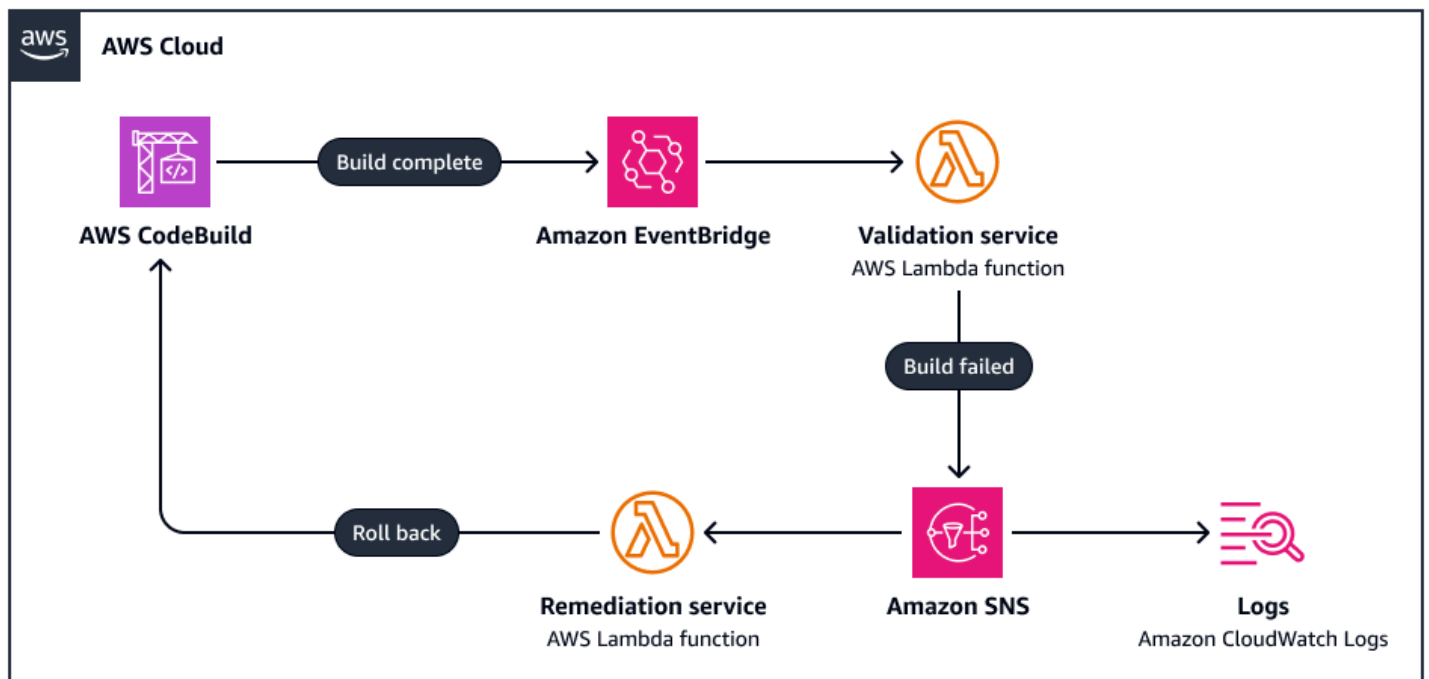 aws
AWS Cloud
Build complete
AWS CodeBuild
Amazon EventBridge
Validation service
AWS Lambda function
Build failed
Roll back
Remediation service
AWS Lambda function
Amazon SNS
Logs
Amazon CloudWatch Logs